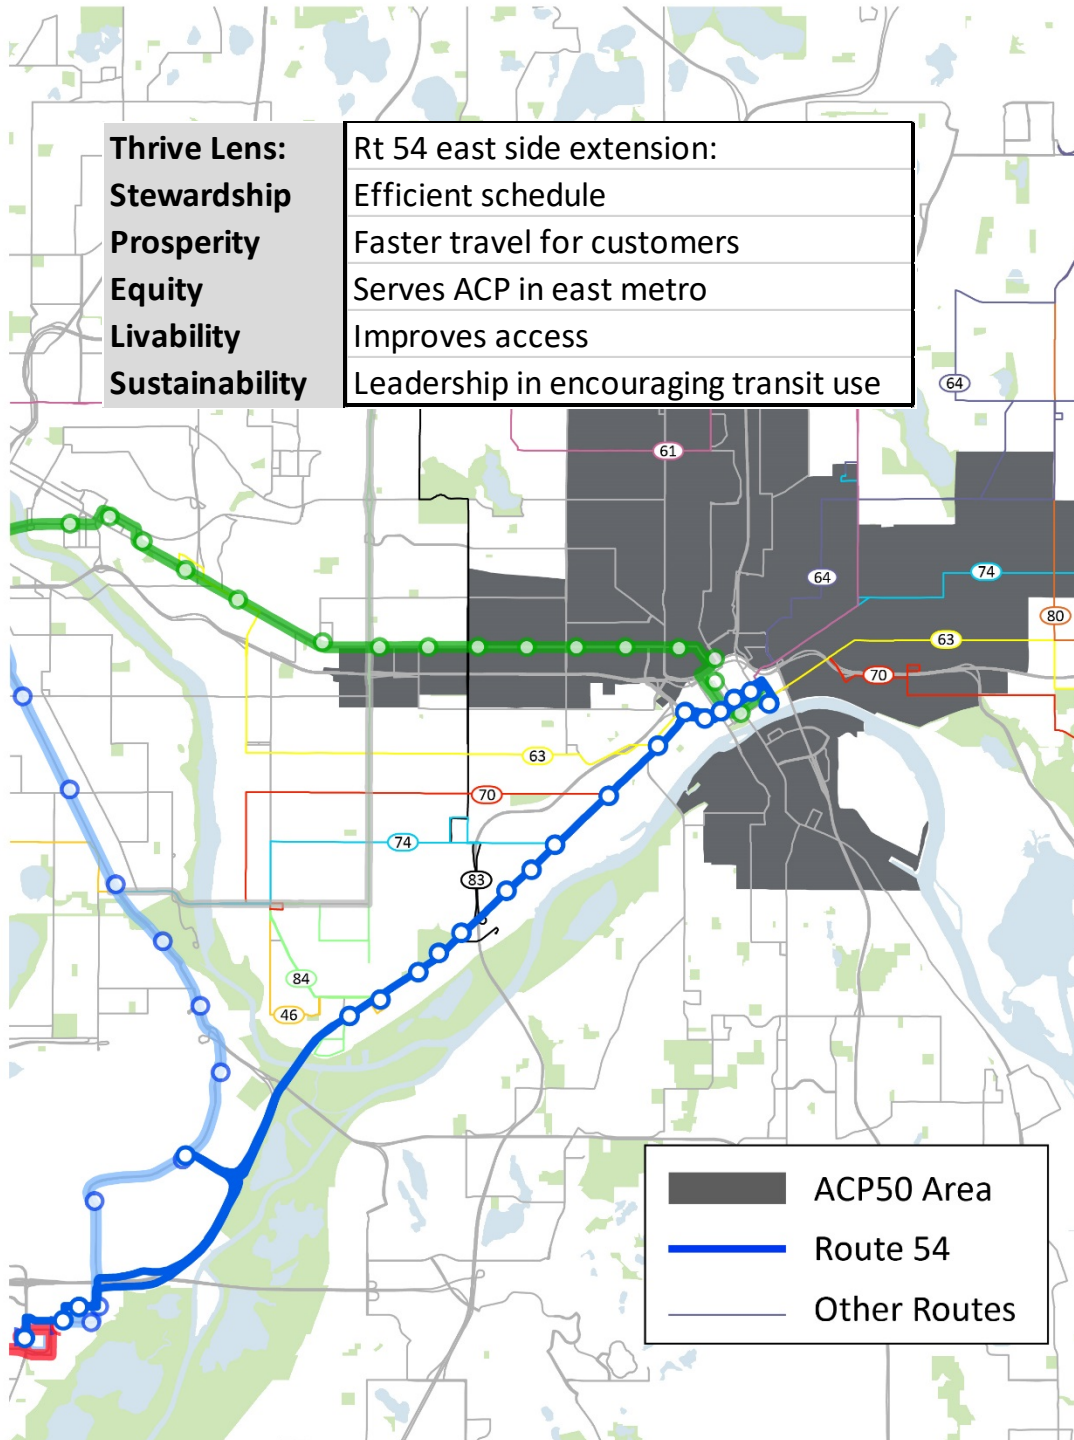 Thrive Lens: Rt 54 east side extension:
Stewardship Efficient schedule
Prosperity Faster travel for customers
Equity Serves ACP in east metro
Livability Improves access
Sustainability Leadership in encouraging transit use
64
61
64
74
80
63
70
63
70
74
83
84
46
ACP50 Area
Route 54
Other Routes